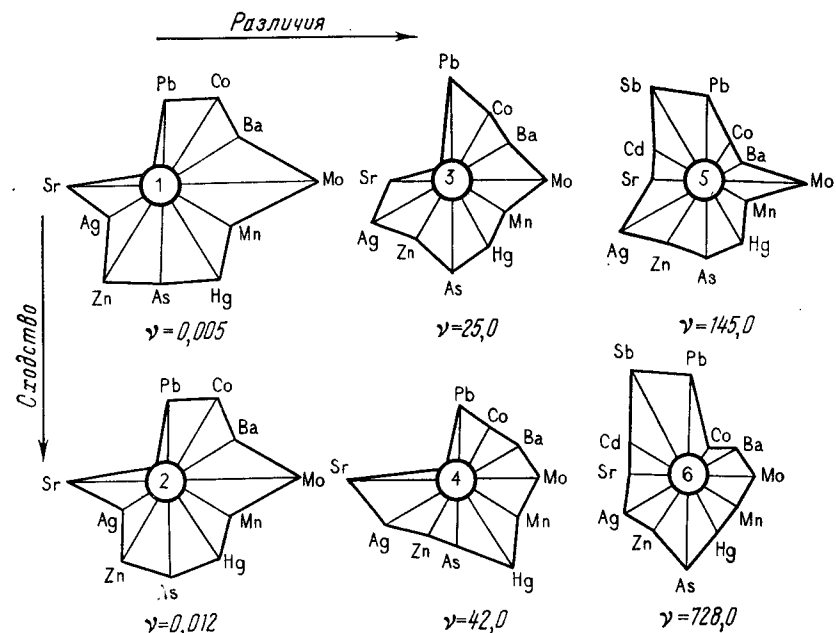 Различия
Pb Co
Ba
Sr 1 Mo
Ag Mn
Zn As Hg
ν=0,005
Pb
Co
Ba
Sr 3 Mo
Ag Mn
Zn Hg
As
ν=25,0
Sb Pb
Co
Cd Ba
Sr 5 Mo
Mn
Ag Hg
Zn As
ν=145,0
Сходство
Pb Co
Ba
Sr 2 Mo
Ag Mn
Zn Hg
As
ν=0,012
Pb
Co
Ba
Sr 4 Mo
Mn
Ag Zn
As
Hg
ν=42,0
Sb Pb
Co Ba
Cd
Sr 6 Mo
Ag Mn
Zn Hg
As
ν=728,0